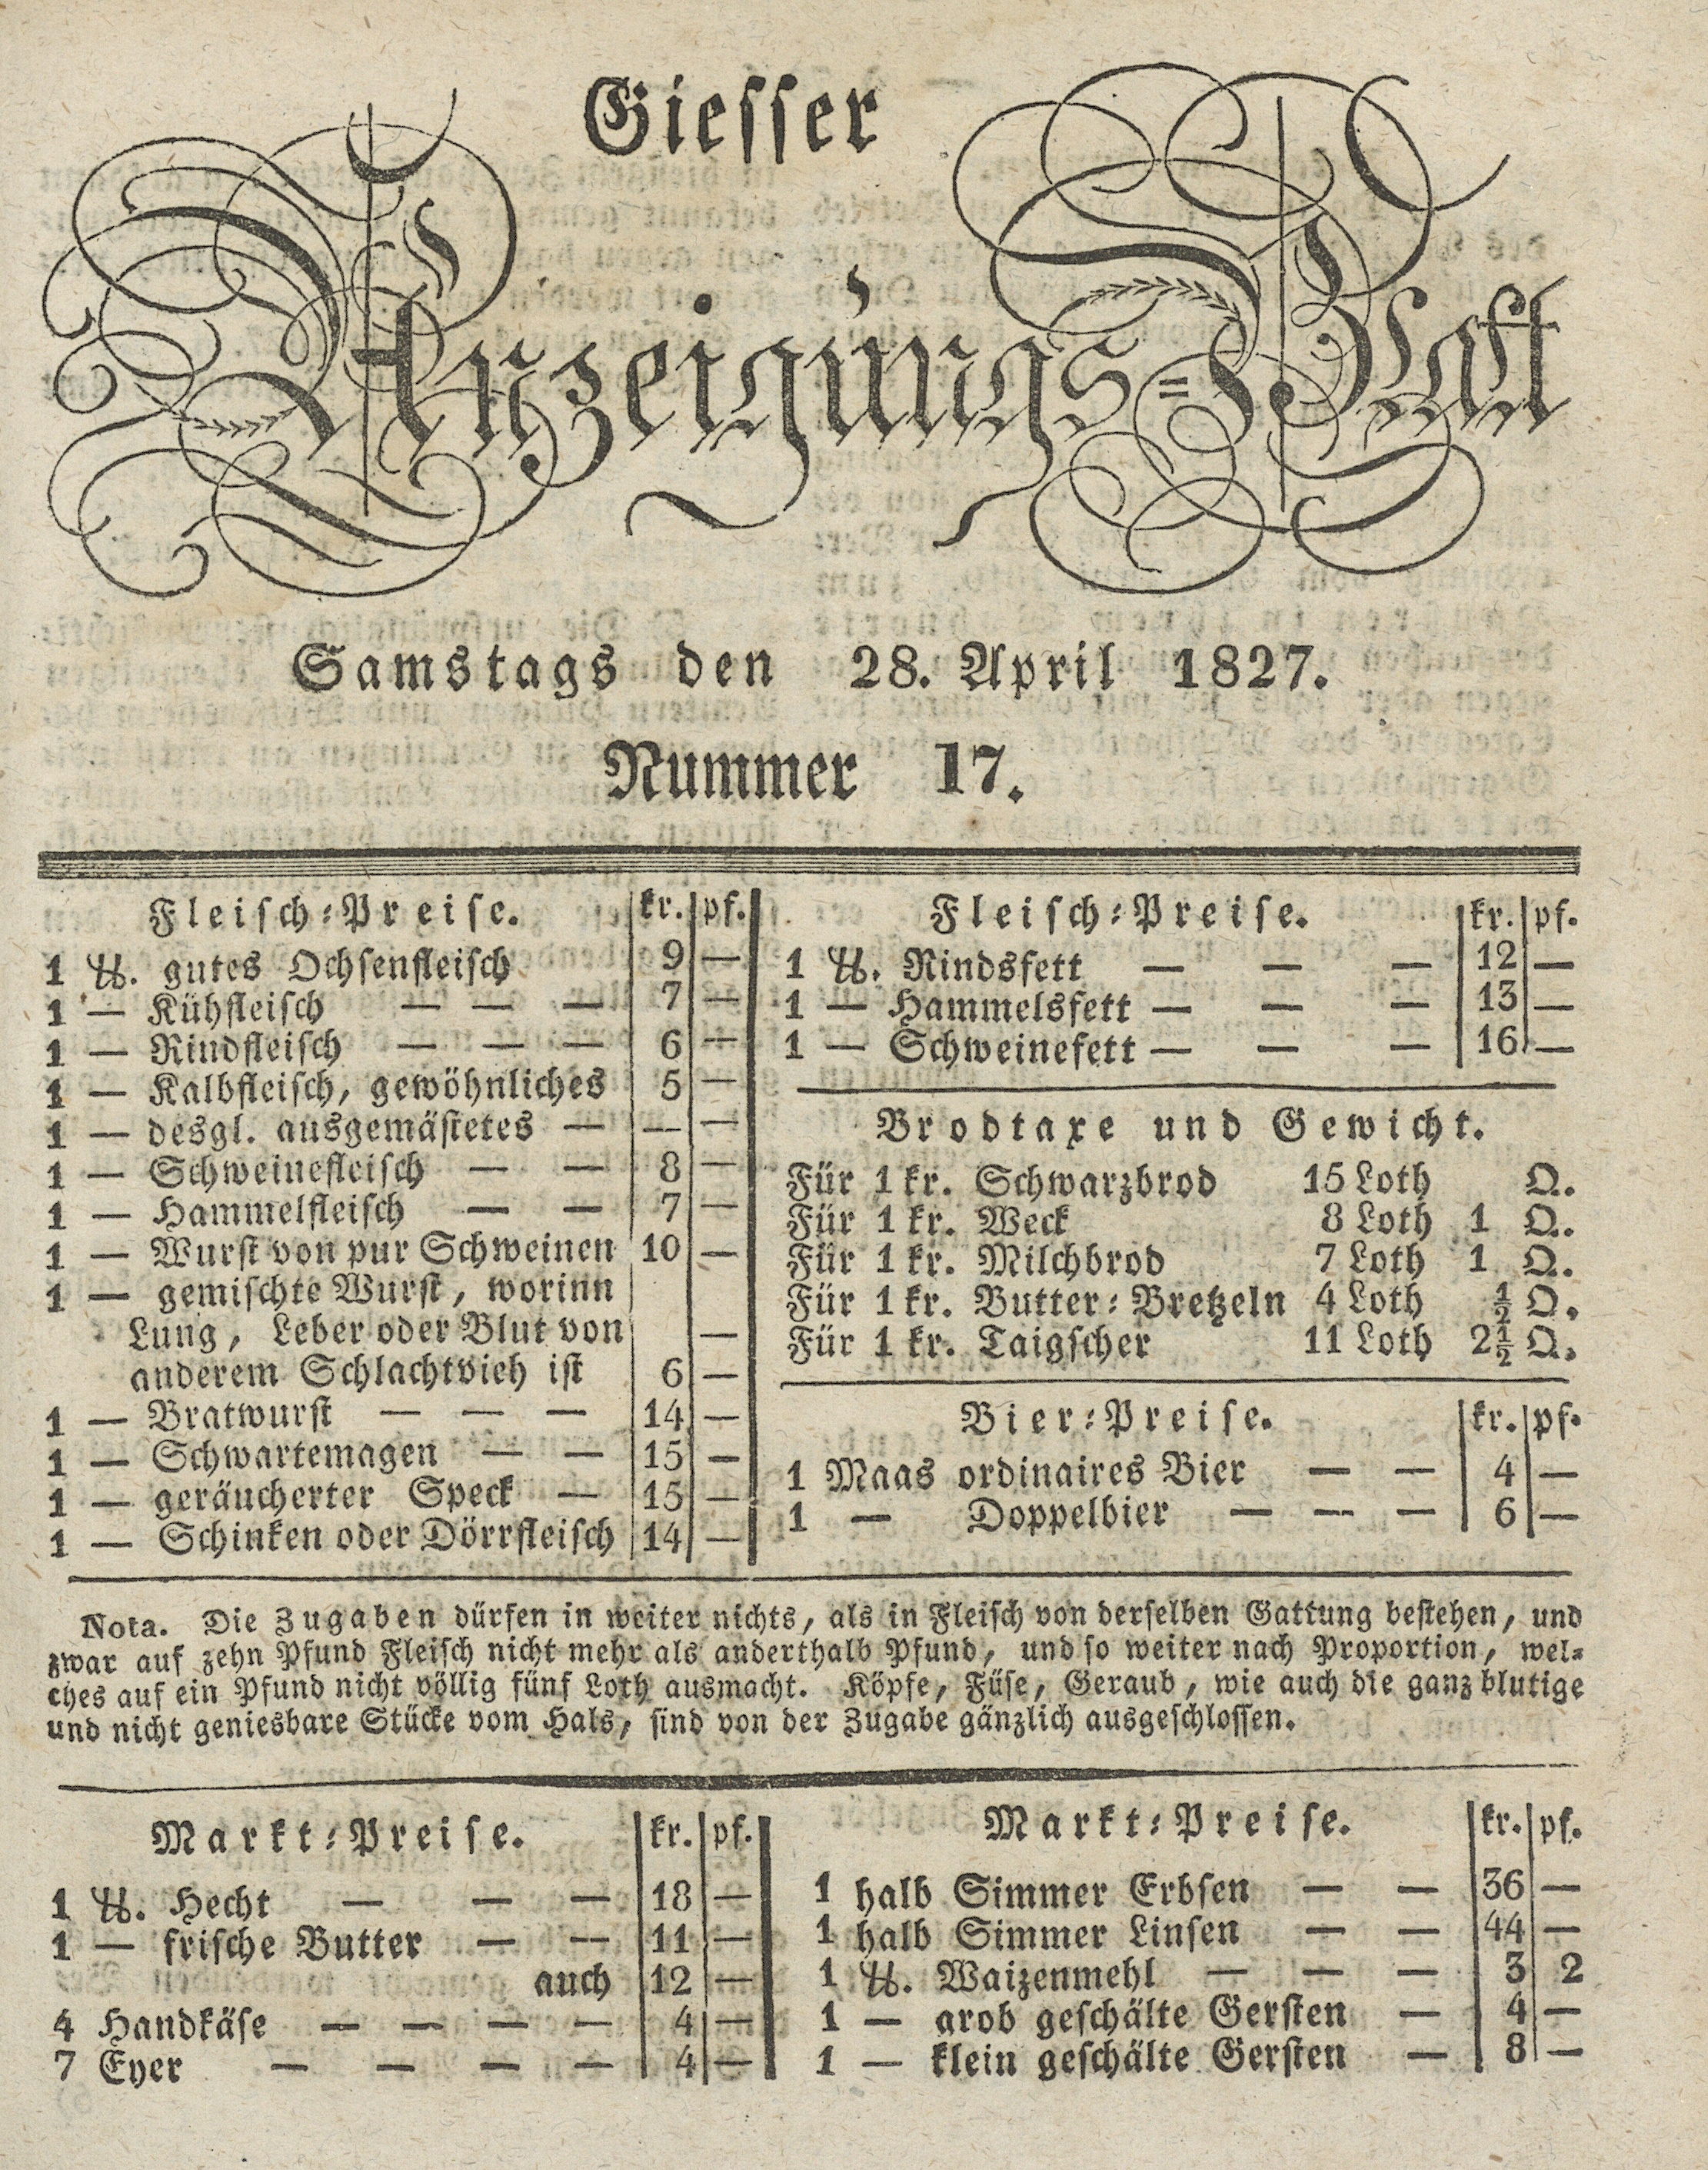 Giesser
Anzeigungs=Blatt
Samstags den 28. April 1827.
Nummer 17.
Fleisch=Preise. kr. pf.
1 ℔. gutes Ochsenfleisch 9 —
1 — Kühfleisch — — — 7 —
1 — Rindfleisch — — — 6 —
1 — Kalbfleisch, gewöhnliches 5 —
1 — desgl. ausgemästetes — — —
1 — Schweinefleisch — — 8 —
1 — Hammelfleisch — — 7 —
1 — Wurst von pur Schweinen 10 —
1 — gemischte Wurst, worinn
Lung, Leber oder Blut von —
anderem Schlachtvieh ist 6 —
1 — Bratwurst — — — 14 —
1 — Schwartemagen — — 15 —
1 — geräucherter Speck — 15 —
1 — Schinken oder Dörrfleisch 14 —
Fleisch=Preise. kr. pf.
1 ℔. Rindsfett — — — 12 —
1 — Hammelsfett — — — 13 —
1 — Schweinefett — — — 16 —
Brodtaxe und Gewicht.
Für 1 kr. Schwarzbrod 15 Loth Q.
Für 1 kr. Weck 8 Loth 1 Q.
Für 1 kr. Milchbrod 7 Loth 1 Q.
Für 1 kr. Butter=Bretzeln 4 Loth ½ Q.
Für 1 kr. Taigscher 11 Loth 2½ Q.
Bier=Preise. kr. pf.
1 Maas ordinaires Bier — — 4 —
1 — Doppelbier — — — 6 —
Nota. Die Zugaben dürfen in weiter nichts, als in Fleisch von derselben Gattung bestehen, und
zwar auf zehn Pfund Fleisch nicht mehr als anderthalb Pfund, und so weiter nach Proportion, wel=
ches auf ein Pfund nicht völlig fünf Loth ausmacht. Köpfe, Füse, Geraub, wie auch die ganz blutige
und nicht geniesbare Stücke vom Hals, sind von der Zugabe gänzlich ausgeschlossen.
Markt=Preise. kr. pf.
1 ℔. Hecht — — — 18 —
1 — frische Butter — — 11 —
auch 12 —
4 Handkäse — — — — 4 —
7 Eyer — — — — 4 —
Markt=Preise. kr. pf.
1 halb Simmer Erbsen — — 36 —
1 halb Simmer Linsen — — 44 —
1 ℔. Waizenmehl — — — 3 2
1 — grob geschälte Gersten — 4 —
1 — klein geschälte Gersten — 8 —